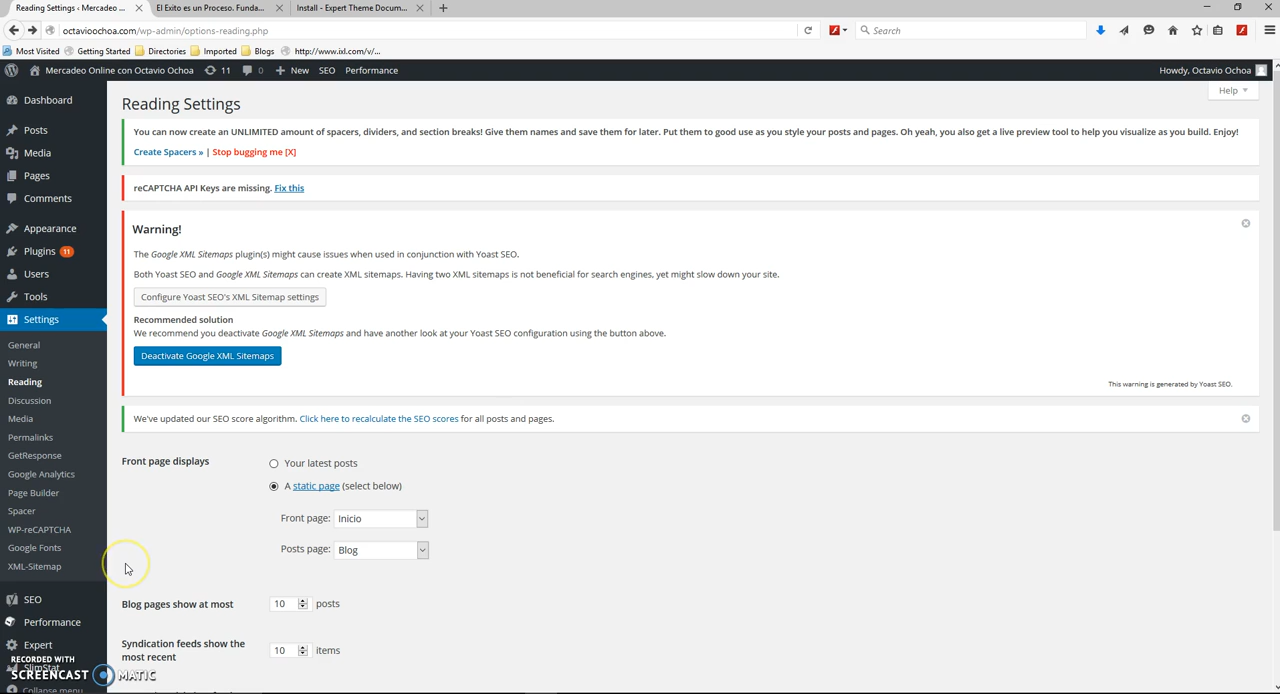 Reading Settings ‹ Mercadeo ...
El Exito es un Proceso. Funda...
Install - Expert Theme Docum...
octavioochoa.com/wp-admin/options-reading.php
Search
Most Visited Getting Started Directories Imported Blogs http://www.ixl.com/v/...
Mercadeo Online con Octavio Ochoa 11 0 New SEO Performance
Howdy, Octavio Ochoa
Help
Dashboard
Posts
Media
Pages
Comments
Appearance
Plugins 11
Users
Tools
Settings
General
Writing
Reading
Discussion
Media
Permalinks
GetResponse
Google Analytics
Page Builder
Spacer
WP-reCAPTCHA
Google Fonts
XML-Sitemap
SEO
Performance
Expert
SlimStat
Collapse menu
Reading Settings
You can now create an UNLIMITED amount of spacers, dividers, and section breaks! Give them names and save them for later. Put them to good use as you style your posts and pages. Oh yeah, you also get a live preview tool to help you visualize as you build. Enjoy!
Create Spacers » | Stop bugging me [X]
reCAPTCHA API Keys are missing. Fix this
Warning!
The Google XML Sitemaps plugin(s) might cause issues when used in conjunction with Yoast SEO.
Both Yoast SEO and Google XML Sitemaps can create XML sitemaps. Having two XML sitemaps is not beneficial for search engines, yet might slow down your site.
Configure Yoast SEO's XML Sitemap settings
Recommended solution
We recommend you deactivate Google XML Sitemaps and have another look at your Yoast SEO configuration using the button above.
Deactivate Google XML Sitemaps
This warning is generated by Yoast SEO.
We've updated our SEO score algorithm. Click here to recalculate the SEO scores for all posts and pages.
Front page displays
Your latest posts
A static page (select below)
Front page: Inicio
Posts page: Blog
Blog pages show at most 10 posts
Syndication feeds show the
most recent
10 items
RECORDED WITH
SCREENCAST MATIC